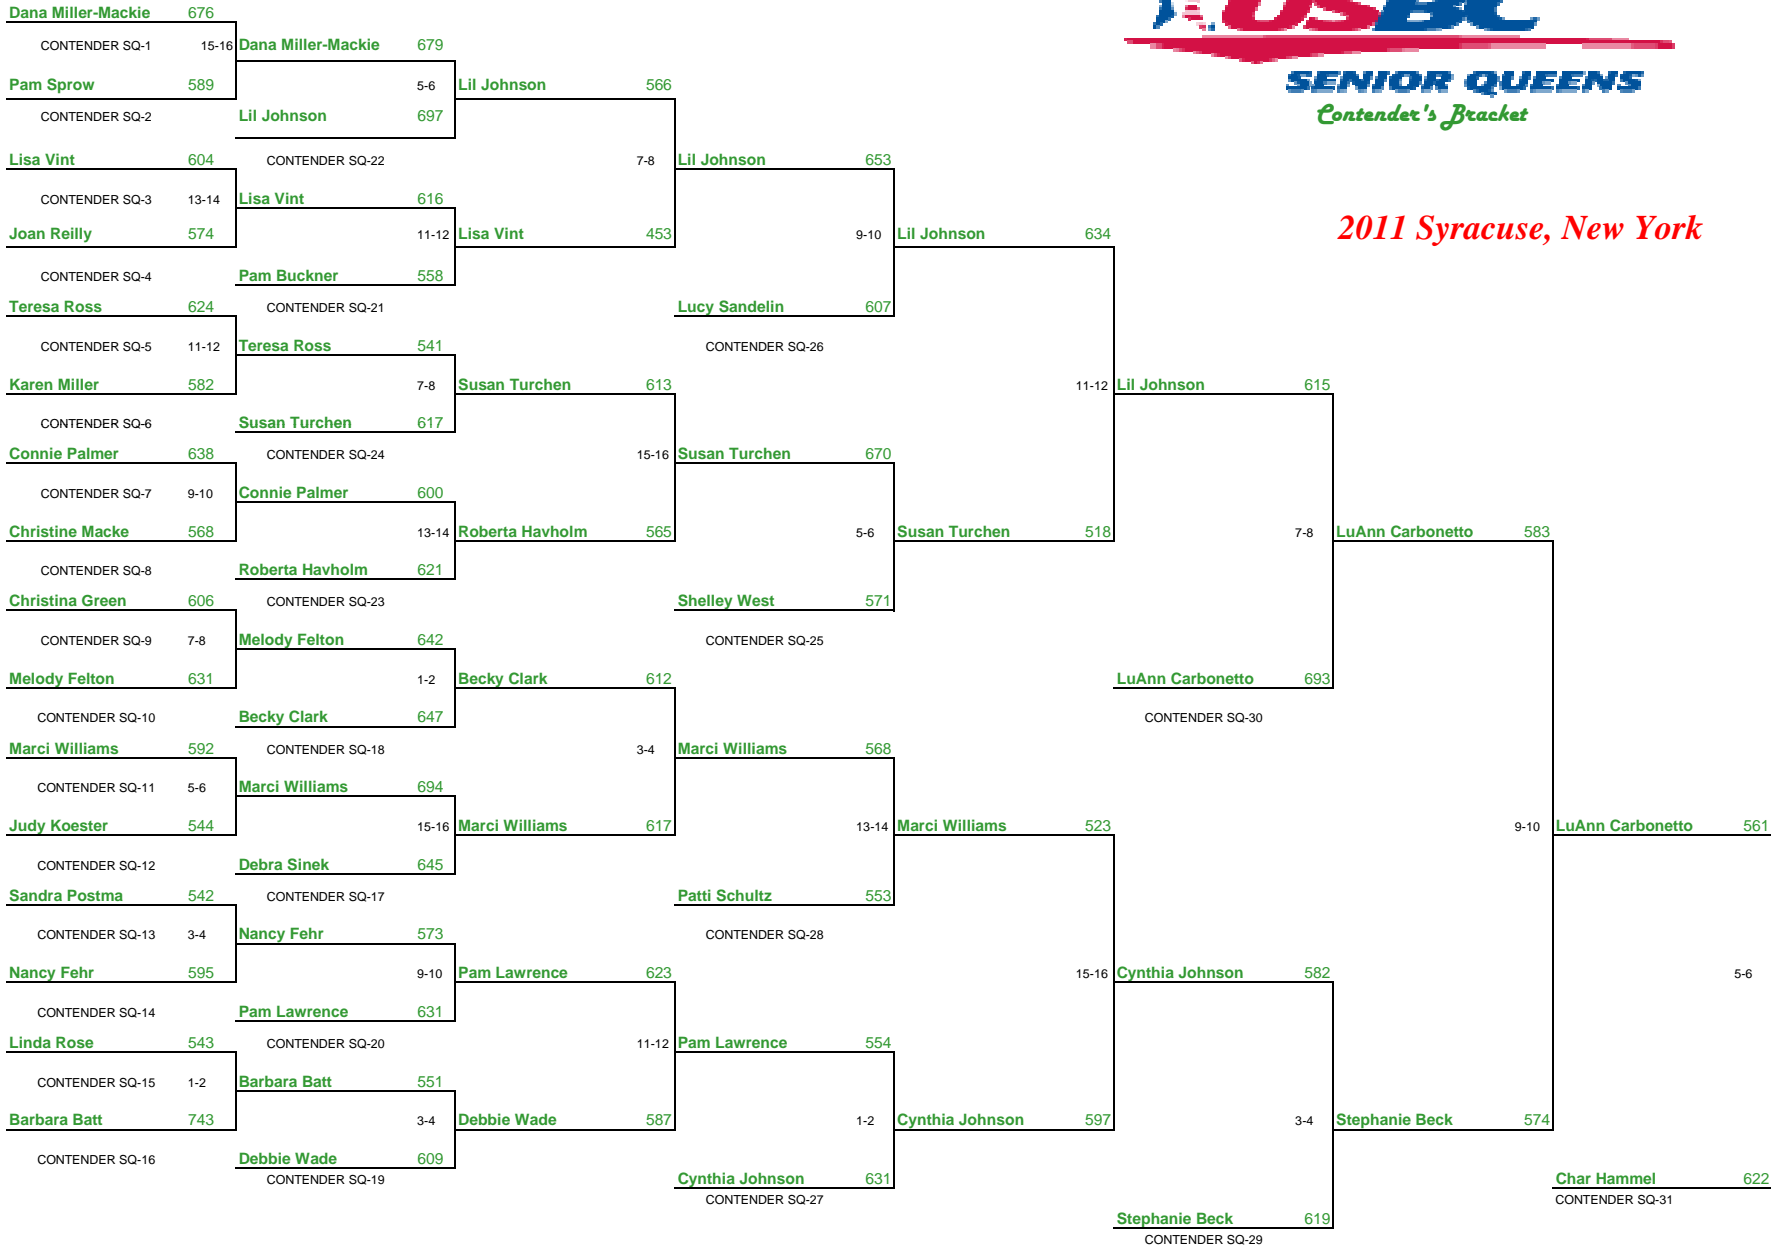 USBC
SENIOR QUEENS
Contender's Bracket
2011 Syracuse, New York
Dana Miller-Mackie 676
CONTENDER SQ-1 15-16
Pam Sprow 589
CONTENDER SQ-2
Lisa Vint 604
CONTENDER SQ-3 13-14
Joan Reilly 574
CONTENDER SQ-4
Teresa Ross 624
CONTENDER SQ-5 11-12
Karen Miller 582
CONTENDER SQ-6
Connie Palmer 638
CONTENDER SQ-7 9-10
Christine Macke 568
CONTENDER SQ-8
Christina Green 606
CONTENDER SQ-9 7-8
Melody Felton 631
CONTENDER SQ-10
Marci Williams 592
CONTENDER SQ-11 5-6
Judy Koester 544
CONTENDER SQ-12
Sandra Postma 542
CONTENDER SQ-13 3-4
Nancy Fehr 595
CONTENDER SQ-14
Linda Rose 543
CONTENDER SQ-15 1-2
Barbara Batt 743
CONTENDER SQ-16
Dana Miller-Mackie 679
5-6
Lil Johnson 697
CONTENDER SQ-22
Lisa Vint 616
11-12
Pam Buckner 558
CONTENDER SQ-21
Teresa Ross 541
7-8
Susan Turchen 617
CONTENDER SQ-24
Connie Palmer 600
13-14
Roberta Havholm 621
CONTENDER SQ-23
Melody Felton 642
1-2
Becky Clark 647
CONTENDER SQ-18
Marci Williams 694
15-16
Debra Sinek 645
CONTENDER SQ-17
Nancy Fehr 573
9-10
Pam Lawrence 631
CONTENDER SQ-20
Barbara Batt 551
3-4
Debbie Wade 609
CONTENDER SQ-19
Lil Johnson 566
7-8
Lisa Vint 453
Susan Turchen 613
15-16
Roberta Havholm 565
Becky Clark 612
3-4
Marci Williams 617
Pam Lawrence 623
11-12
Debbie Wade 587
Lil Johnson 653
9-10
Lucy Sandelin 607
CONTENDER SQ-26
Susan Turchen 670
5-6
Shelley West 571
CONTENDER SQ-25
Marci Williams 568
13-14
Patti Schultz 553
CONTENDER SQ-28
Pam Lawrence 554
1-2
Cynthia Johnson 631
CONTENDER SQ-27
Lil Johnson 634
11-12
Susan Turchen 518
Marci Williams 523
15-16
Cynthia Johnson 597
Lil Johnson 615
7-8
LuAnn Carbonetto 693
CONTENDER SQ-30
Cynthia Johnson 582
3-4
Stephanie Beck 619
CONTENDER SQ-29
LuAnn Carbonetto 583
9-10
Stephanie Beck 574
LuAnn Carbonetto 561
5-6
Char Hammel 622
CONTENDER SQ-31